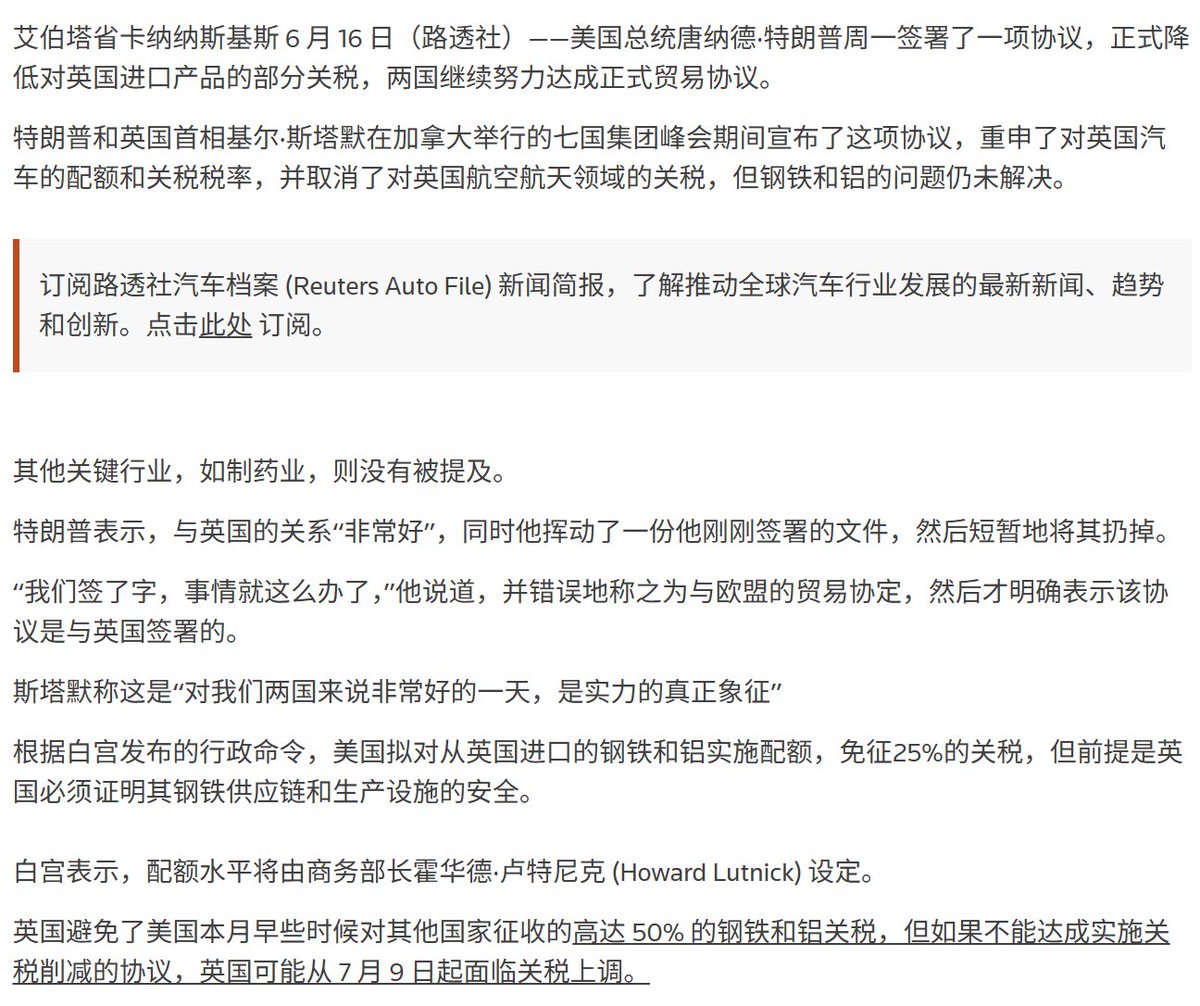 艾伯塔省卡纳纳斯基斯 6 月 16 日（路透社）——美国总统唐纳德·特朗普周一签署了一项协议，正式降
低对英国进口产品的部分关税，两国继续努力达成正式贸易协议。
特朗普和英国首相基尔·斯塔默在加拿大举行的七国集团峰会期间宣布了这项协议，重申了对英国汽
车的配额和关税税率，并取消了对英国航空航天领域的关税，但钢铁和铝的问题仍未解决。
订阅路透社汽车档案 (Reuters Auto File) 新闻简报，了解推动全球汽车行业发展的最新新闻、趋势
和创新。点击此处 订阅。
其他关键行业，如制药业，则没有被提及。
特朗普表示，与英国的关系“非常好”，同时他挥动了一份他刚刚签署的文件，然后短暂地将其扔掉。
“我们签了字，事情就这么办了，”他说道，并错误地称之为与欧盟的贸易协定，然后才明确表示该协
议是与英国签署的。
斯塔默称这是“对我们两国来说非常好的一天，是实力的真正象征”
根据白宫发布的行政命令，美国拟对从英国进口的钢铁和铝实施配额，免征25%的关税，但前提是英
国必须证明其钢铁供应链和生产设施的安全。
白宫表示，配额水平将由商务部长霍华德·卢特尼克 (Howard Lutnick) 设定。
英国避免了美国本月早些时候对其他国家征收的高达 50% 的钢铁和铝关税，但如果不能达成实施关
税削减的协议，英国可能从 7 月 9 日起面临关税上调。